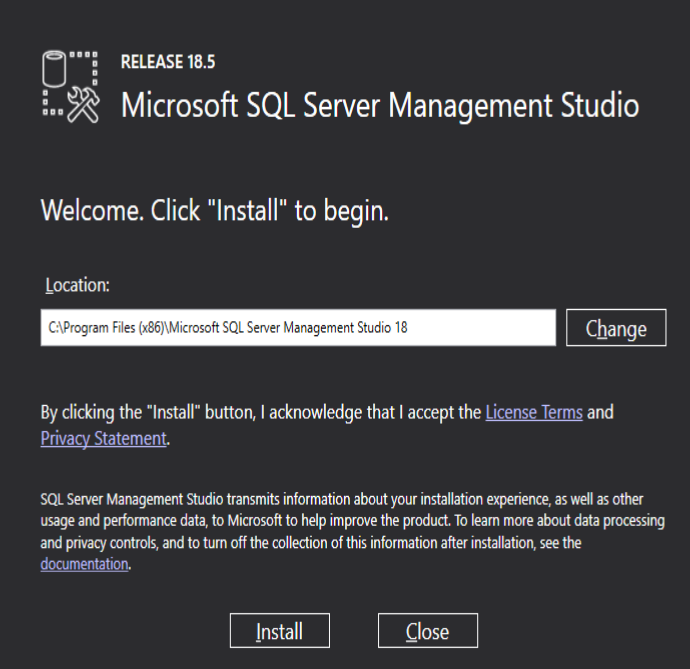 RELEASE 18.5
Microsoft SQL Server Management Studio
Welcome. Click "Install" to begin.
Location:
C:\Program Files (x86)\Microsoft SQL Server Management Studio 18
Change
By clicking the "Install" button, I acknowledge that I accept the License Terms and
Privacy Statement.
SQL Server Management Studio transmits information about your installation experience, as well as other
usage and performance data, to Microsoft to help improve the product. To learn more about data processing
and privacy controls, and to turn off the collection of this information after installation, see the
documentation.
Install
Close